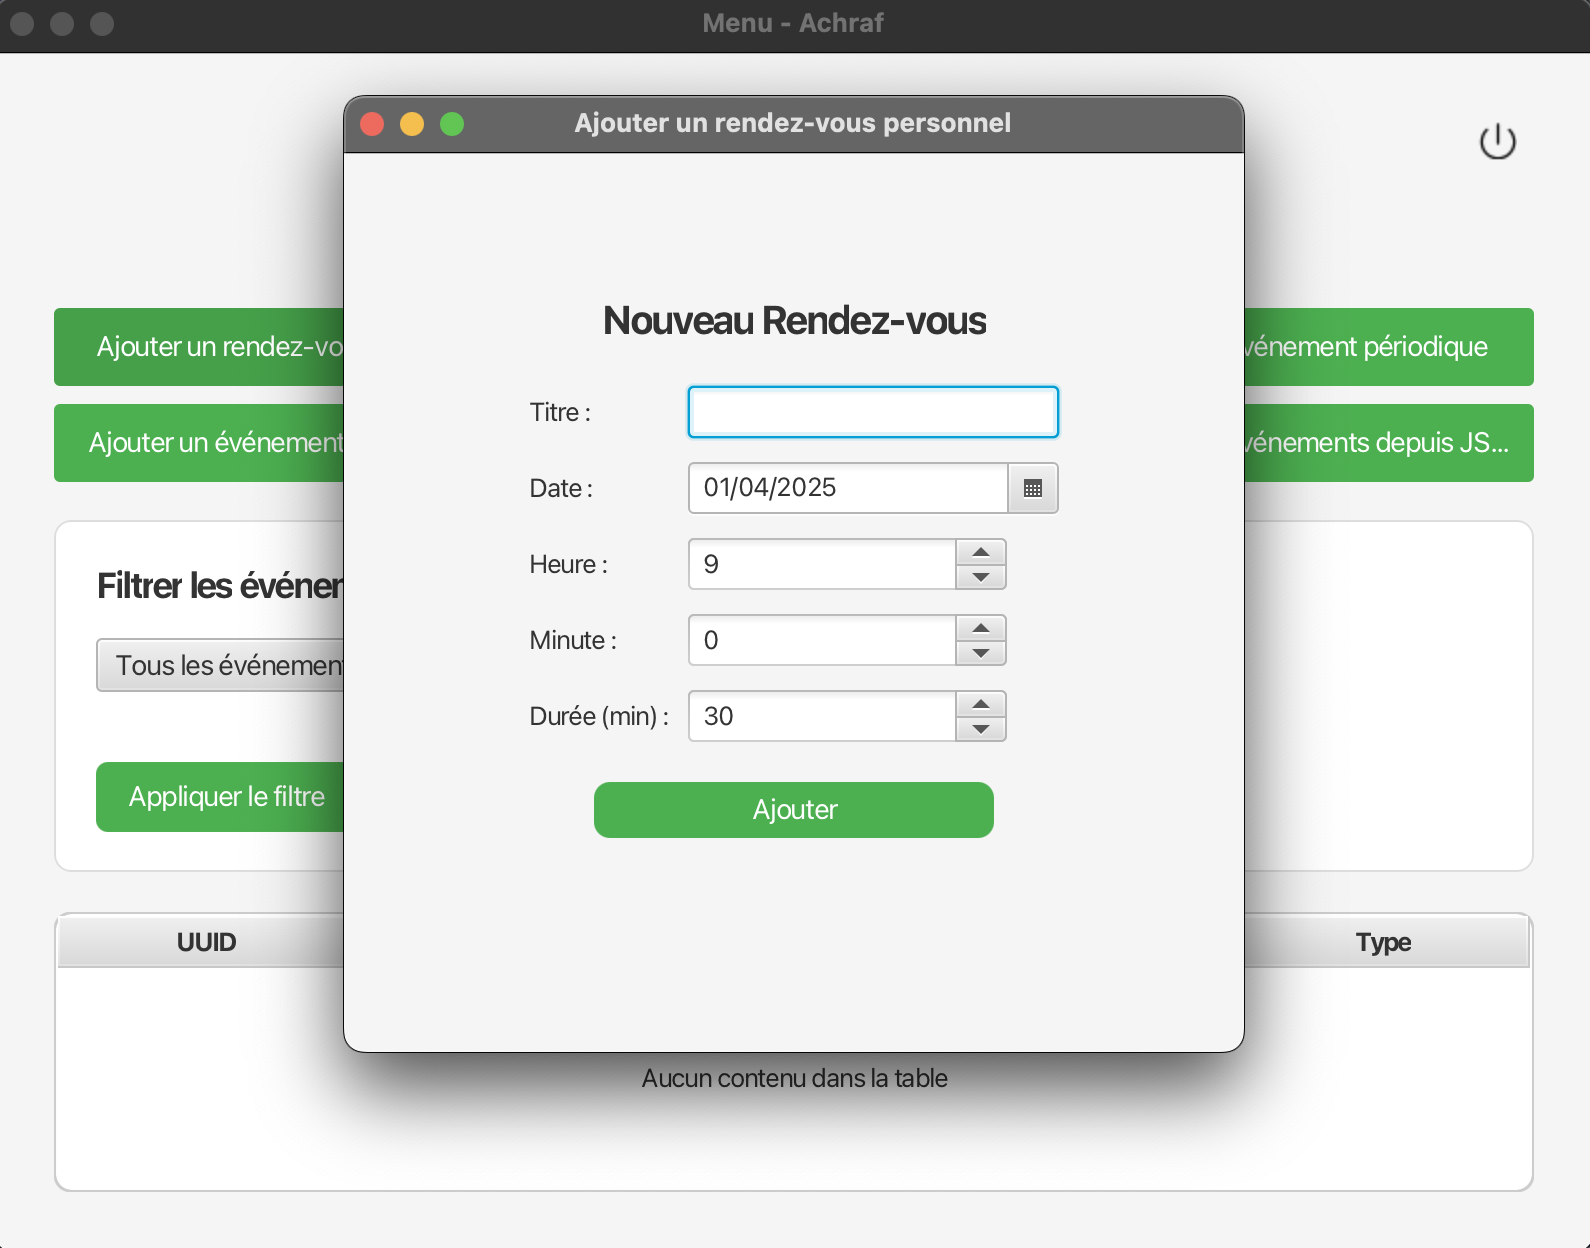 Menu - Achraf
Ajouter un rendez-vous personnel
Nouveau Rendez-vous
Titre :
Date : 01/04/2025
Heure : 9
Minute : 0
Durée (min) : 30
Ajouter
Ajouter un rendez-vo
vénement périodique
Ajouter un événement
vénements depuis JS...
Filtrer les événer
Tous les événement
Appliquer le filtre
UUID
Type
Aucun contenu dans la table